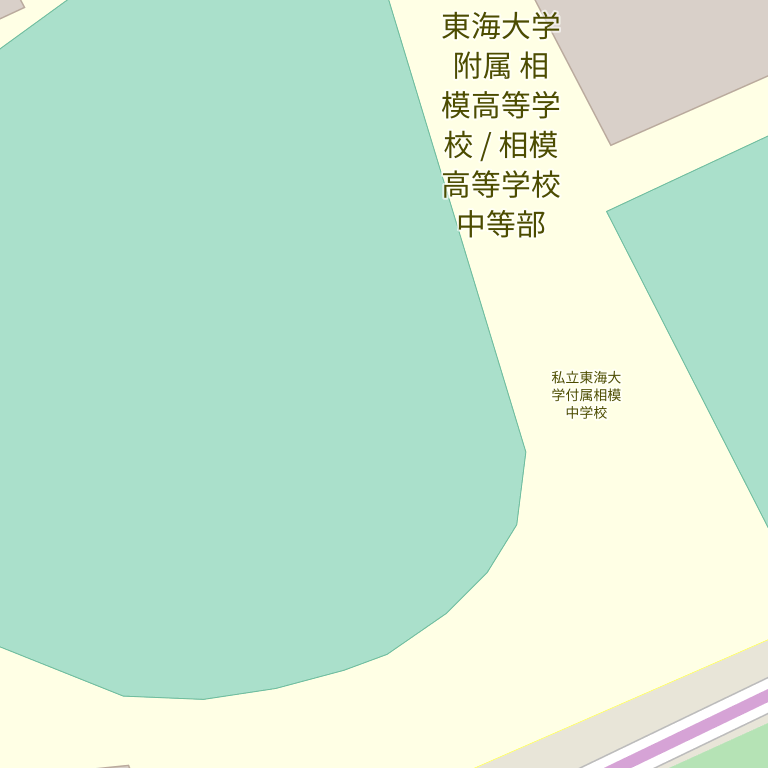 東海大学
附属 相
模高等学
校 / 相模
高等学校
中等部
私立東海大
学付属相模
中学校